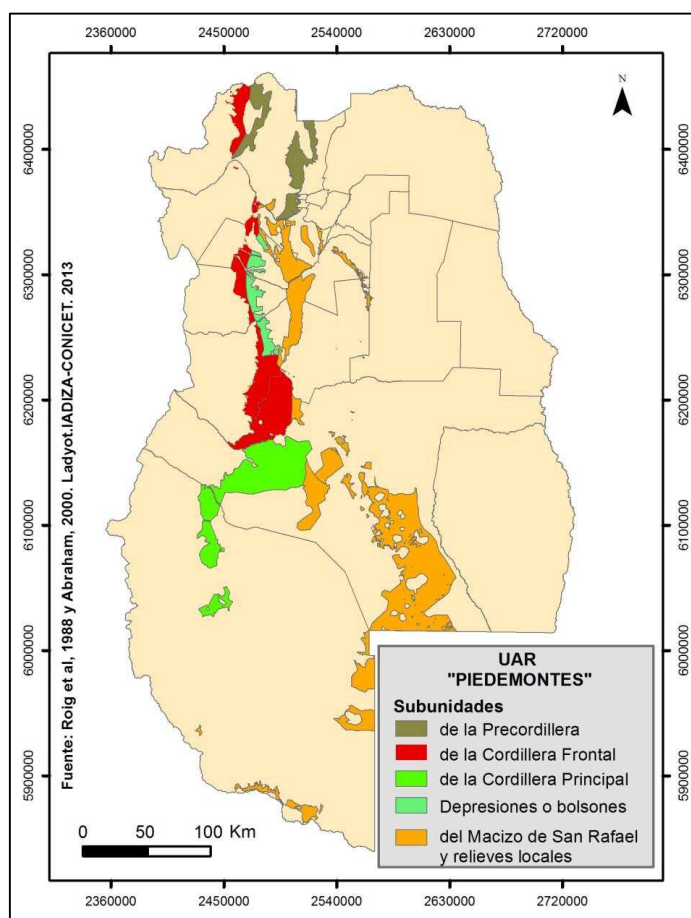 2360000 2450000 2540000 2630000 2720000
6400000
6300000
6200000
6100000
6000000
5900000
N
6400000
6300000
6200000
6100000
6000000
5900000
Fuente: Roig et al, 1988 y Abraham, 2000. Ladyot.IADIZA-CONICET. 2013
UAR
"PIEDEMONTES"
Subunidades
de la Precordillera
de la Cordillera Frontal
de la Cordillera Principal
Depresiones o bolsones
del Macizo de San Rafael
y relieves locales
0 50 100 Km
2360000 2450000 2540000 2630000 2720000